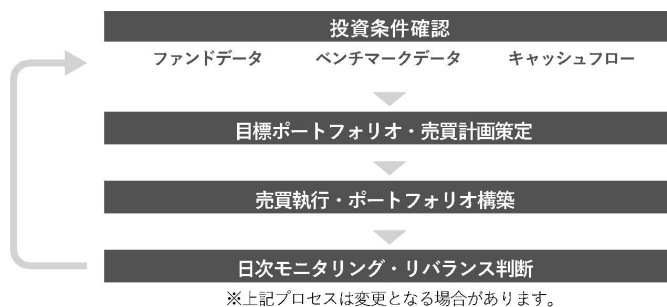 投資条件確認
ファンドデータ ベンチマークデータ キャッシュフロー
目標ポートフォリオ・売買計画策定
売買執行・ポートフォリオ構築
日次モニタリング・リバランス判断
※上記プロセスは変更となる場合があります。